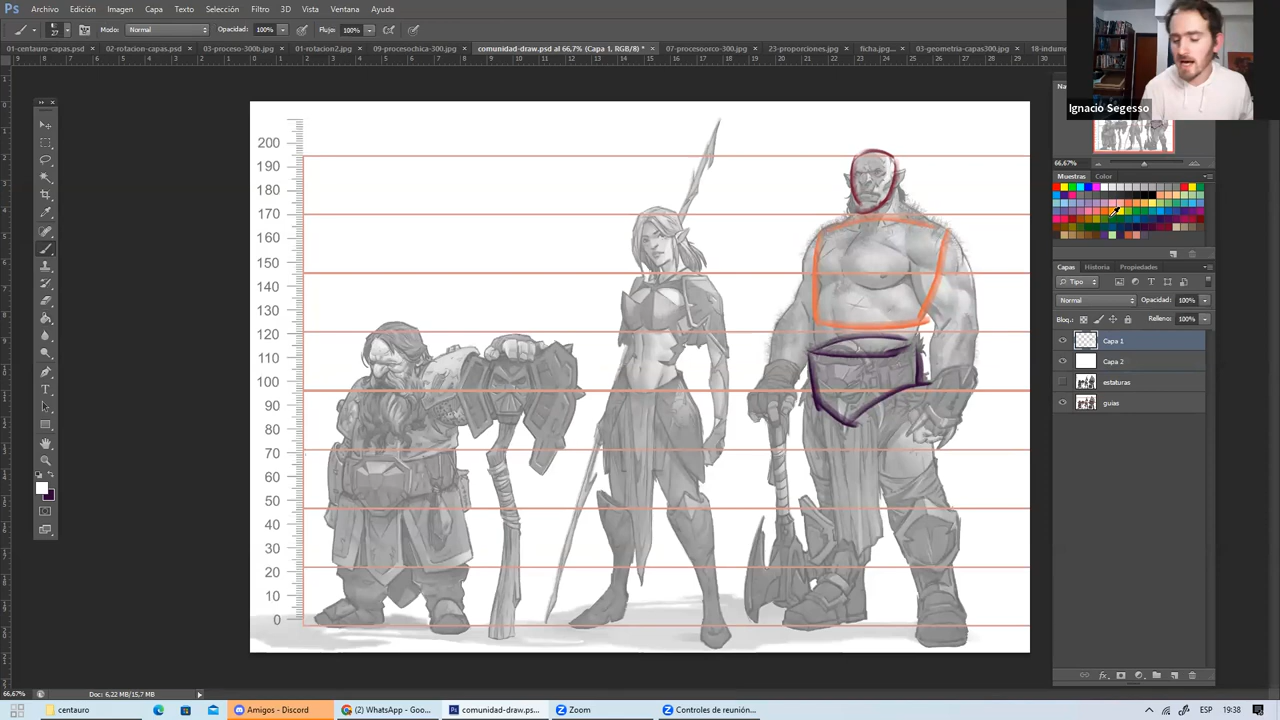 Ps Archivo Edición Imagen Capa Texto Selección Filtro 3D Vista Ventana Ayuda
27 Modo: Normal Opacidad: 100% Flujo: 100%
01-centauro-capas.psd × 02-rotacion-capas.psd × 03-proceso-300b.jpg × 01-rotacion2.jpg × 09-procesochica-300.jpg × comunidad-draw.psd al 66,7% (Capa 1, RGB/8) * × 07-procesoorco-300.jpg × 23-proporciones.jpg × ficha.jpg... × 03-geometria-capas300.jpg ×
Ignacio Segesso
66,67%
Muestras Color
Capas Historia Propiedades
Tipo
Normal Opacidad: 100%
Bloq.: Relleno: 100%
Capa 1
Capa 2
estaturas
guias
200
190
180
170
160
150
140
130
120
110
100
90
80
70
60
50
40
30
20
10
0
66,67% Doc: 6,22 MB/15,7 MB
centauro Amigos - Discord (2) WhatsApp - Goo... comunidad-draw.ps... Zoom Controles de reunión... ESP 19:38